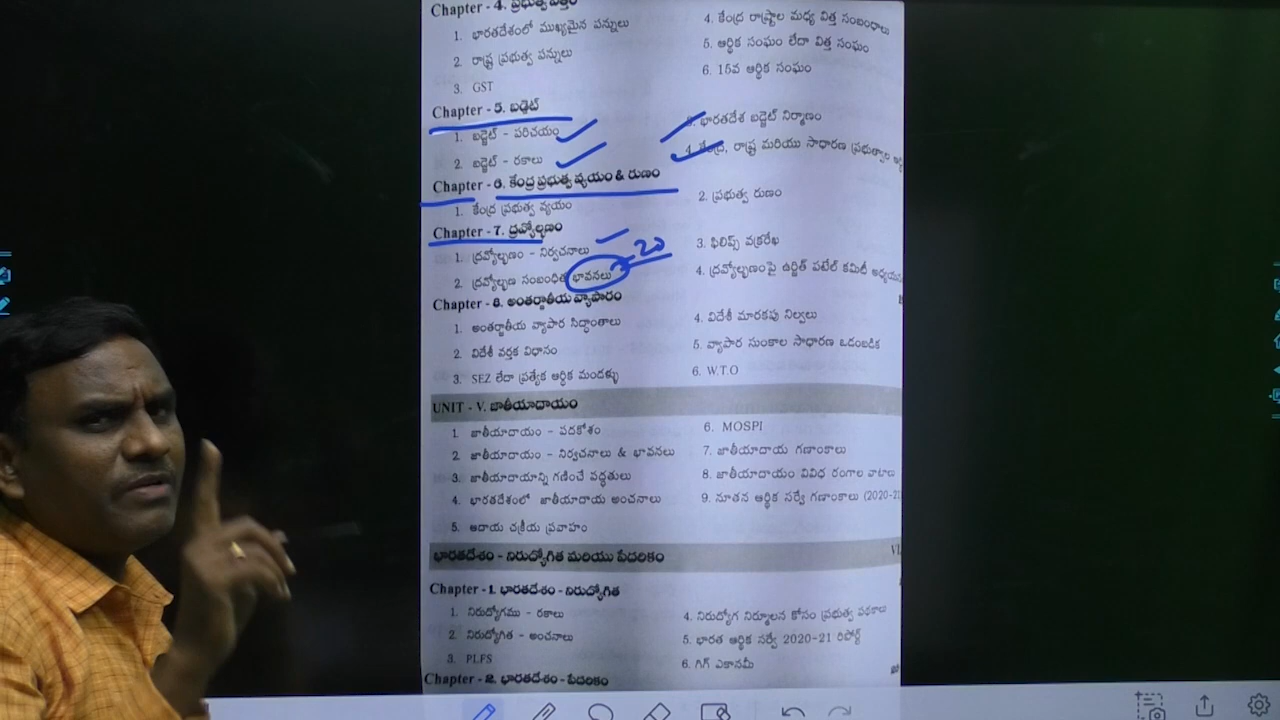 Chapter - 4. ప్రభుత్వ విత్తం
1. భారతదేశంలో ముఖ్యమైన పన్నులు
2. రాష్ట్ర ప్రభుత్వ పన్నులు
3. GST
4. కేంద్ర రాష్ట్రాల మధ్య విత్త సంబంధాలు
5. ఆర్థిక సంఘం లేదా విత్త సంఘం
6. 15వ ఆర్థిక సంఘం
Chapter - 5. బడ్జెట్
1. బడ్జెట్ - పరిచయం
2. బడ్జెట్ - రకాలు
3. భారతదేశ బడ్జెట్ నిర్మాణం
4. కేంద్ర, రాష్ట్ర మరియు సాధారణ ప్రభుత్వాల
Chapter - 6. కేంద్ర ప్రభుత్వ వ్యయం & రుణం
1. కేంద్ర ప్రభుత్వ వ్యయం
2. ప్రభుత్వ రుణం
Chapter - 7. ద్రవ్యోల్బణం
1. ద్రవ్యోల్బణం - నిర్వచనాలు
2. ద్రవ్యోల్బణ సంబంధిత భావనలు
20
3. ఫిలిప్స్ వక్రరేఖ
4. ద్రవ్యోల్బణంపై ఉర్జిత్ పటేల్ కమిటీ
Chapter - 8. అంతర్జాతీయ వ్యాపారం
1. అంతర్జాతీయ వ్యాపార సిద్ధాంతాలు
2. విదేశీ వర్తక విధానం
3. SEZ లేదా ప్రత్యేక ఆర్థిక మండళ్ళు
4. విదేశీ మారకపు నిల్వలు
5. వ్యాపార సుంకాల సాధారణ ఒడంబడిక
6. W.T.O
UNIT - V. జాతీయాదాయం
1. జాతీయాదాయం - పదకోశం
2. జాతీయాదాయం - నిర్వచనాలు & భావనలు
3. జాతీయాదాయాన్ని గణించే పద్ధతులు
4. భారతదేశంలో జాతీయాదాయ అంచనాలు
5. ఆదాయ చక్రీయ ప్రవాహం
6. MOSPI
7. జాతీయాదాయ గణాంకాలు
8. జాతీయాదాయం వివిధ రంగాల వాటాలు
9. నూతన ఆర్థిక సర్వే గణాంకాలు (2020-21
భారతదేశం - నిరుద్యోగిత మరియు పేదరికం
Chapter - 1. భారతదేశం - నిరుద్యోగిత
1. నిరుద్యోగము - రకాలు
2. నిరుద్యోగిత - అంచనాలు
3. PLFS
4. నిరుద్యోగ నిర్మూలన కోసం ప్రభుత్వ పథకాలు
5. భారత ఆర్థిక సర్వే 2020-21 రిపోర్ట్
6. గిగ్ ఎకానమీ
Chapter - 2. భారతదేశం - పేదరికం